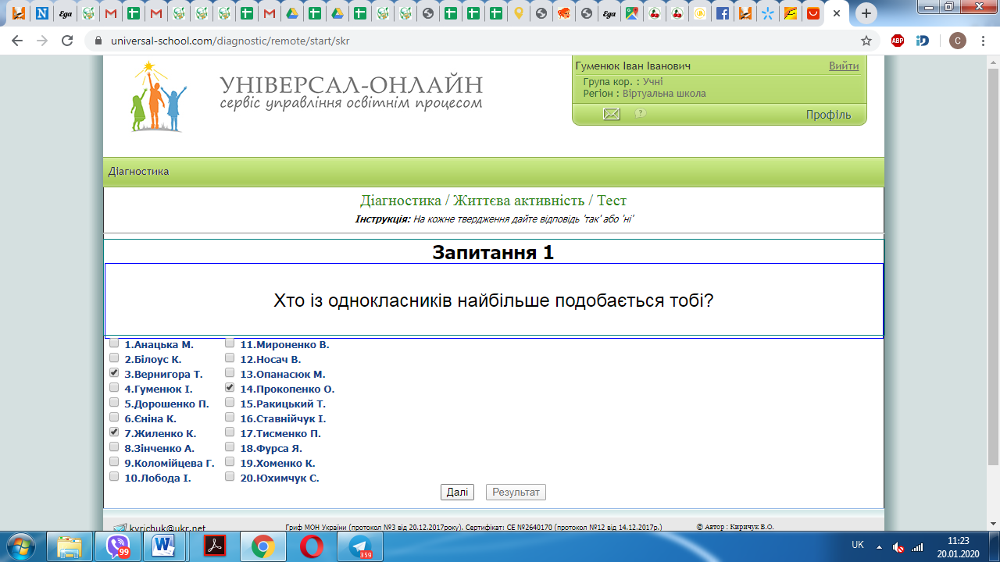 Ега
Ега
universal-school.com/diagnostic/remote/start/skr
ABP
C
УНІВЕРСАЛ-ОНЛАЙН
сервіс управління освітнім процесом
Гуменюк Іван Іванович Вийти
Група кор. : Учні
Регіон : Віртуальна школа
Профіль
Діагностика
Діагностика / Життєва активність / Тест
Інструкція: На кожне твердження дайте відповідь 'так' або 'ні'
Запитання 1
Хто із однокласників найбільше подобається тобі?
1.Анацька М. 11.Мироненко В.
2.Білоус К. 12.Носач В.
3.Вернигора Т. 13.Опанасюк М.
4.Гуменюк І. 14.Прокопенко О.
5.Дорошенко П. 15.Ракицький Т.
6.Єніна К. 16.Ставнійчук І.
7.Жиленко К. 17.Тисменко П.
8.Зінченко А. 18.Фурса Я.
9.Коломійцева Г. 19.Хоменко К.
10.Лобода І. 20.Юхимчук С.
Далі Результат
kyrichuk@ukr.net Гриф МОН України (протокол №3 від 20.12.2017року). Сертифікат: СЕ №2640170 (протокол №12 від 14.12.2017р.) © Автор : Киричук В.О.
99
359
UK
11:23
20.01.2020